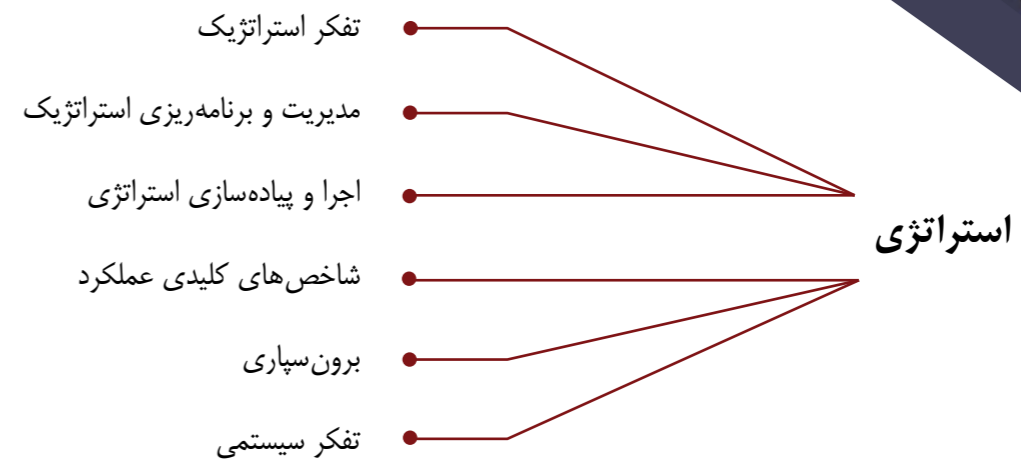 استراتژی
تفکر استراتژیک
مدیریت و برنامه‌ریزی استراتژیک
اجرا و پیاده‌سازی استراتژی
شاخص‌های کلیدی عملکرد
برون‌سپاری
تفکر سیستمی